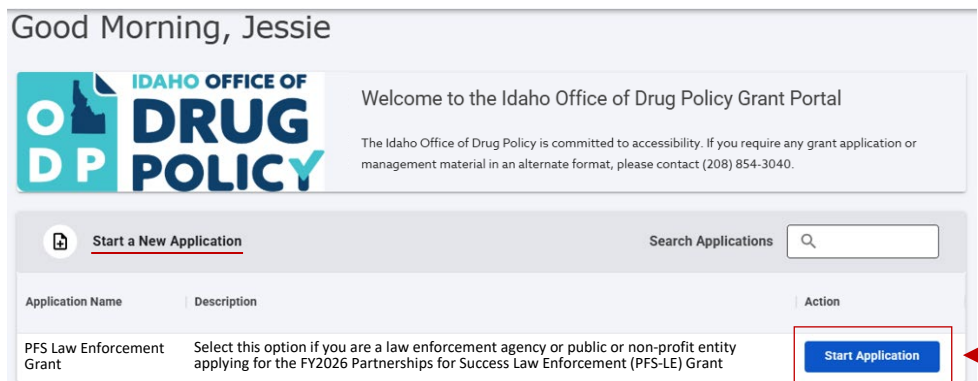 Good Morning, Jessie
IDAHO OFFICE OF
DRUG
POLICY
O
D P
Welcome to the Idaho Office of Drug Policy Grant Portal
The Idaho Office of Drug Policy is committed to accessibility. If you require any grant application or
management material in an alternate format, please contact (208) 854-3040.
Start a New Application
Search Applications
Application Name
Description
Action
PFS Law Enforcement
Grant
Select this option if you are a law enforcement agency or public or non-profit entity
applying for the FY2026 Partnerships for Success Law Enforcement (PFS-LE) Grant
Start Application